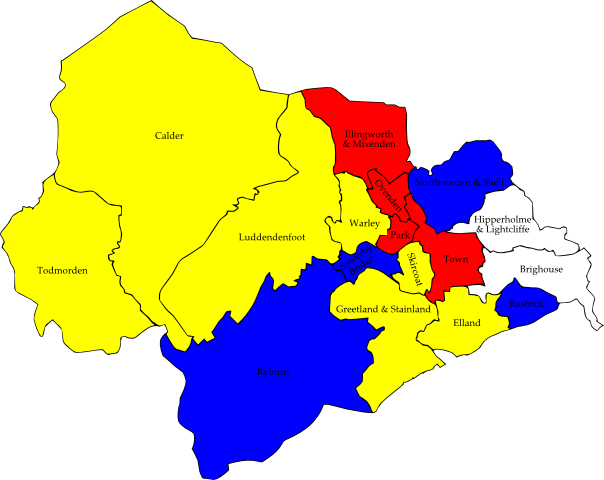 Calder
Illingworth
& Mixenden
Ovenden
Northowram & Shelf
Hipperholme
& Lightcliffe
Warley
Park
Luddendenfoot
Sowerby
Bridge
Skircoat
Town
Brighouse
Todmorden
Greetland & Stainland
Rastrick
Elland
Ryburn